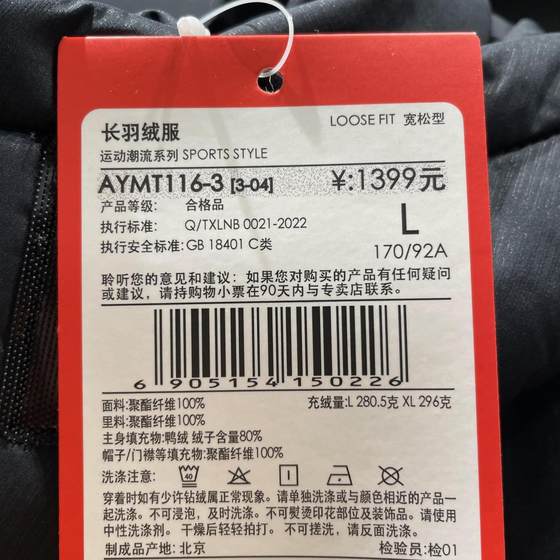 LOOSE FIT 宽松型
长羽绒服
运动潮流系列 SPORTS STYLE
AYMT116-3 [3-04] ¥:1399元
产品等级: 合格品
执行标准: Q/TXLNB 0021-2022 L
执行安全标准: GB 18401 C类 170/92A
聆听您的意见和建议: 如果您对购买的产品有任何疑问
或建议, 请持购物小票在90天内与专卖店联系。
6 905154 150226
面料:聚酯纤维100% 充绒量:L 280.5克 XL 296克
里料:聚酯纤维100%
主身填充物:鸭绒 绒子含量80%
帽子/门襟等填充物:聚酯纤维100%
洗涤注意: 40
穿着时如有少许钻绒属正常现象。请单独洗涤或与颜色相近的产品一
起洗涤。不可浸泡, 及时洗涤。不可熨烫印花部位及装饰品。请使用
中性洗涤剂。 干燥后轻轻拍打。不可搓洗, 请反面洗涤。
制成品产地: 北京 检验员: 检01